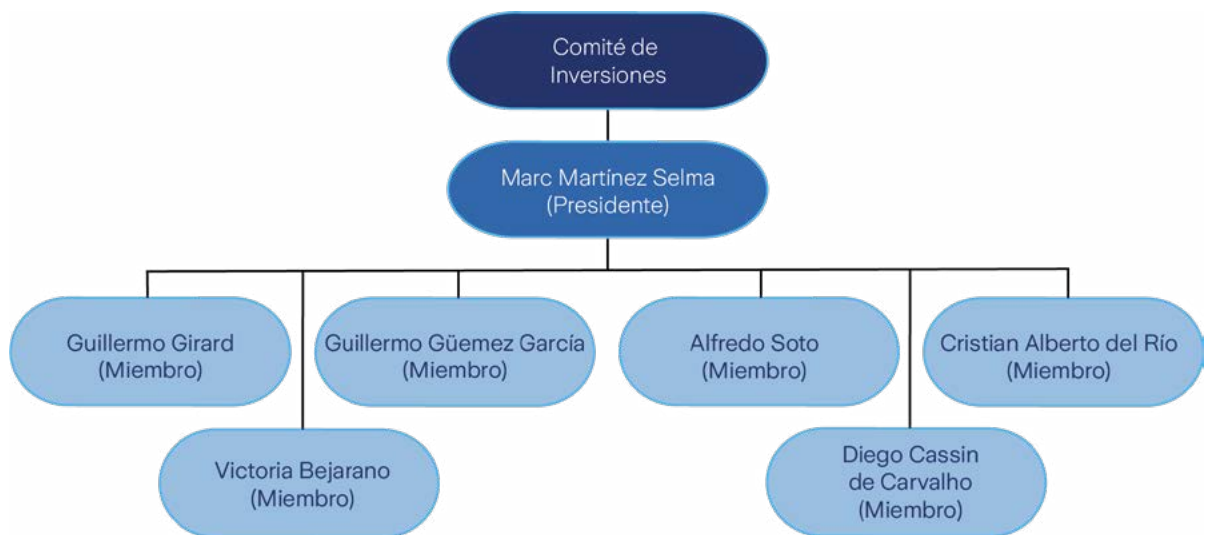 Comité de
Inversiones
Marc Martínez Selma
(Presidente)
Guillermo Girard
(Miembro)
Guillermo Güemez García
(Miembro)
Alfredo Soto
(Miembro)
Cristian Alberto del Río
(Miembro)
Victoria Bejarano
(Miembro)
Diego Cassin
de Carvalho
(Miembro)